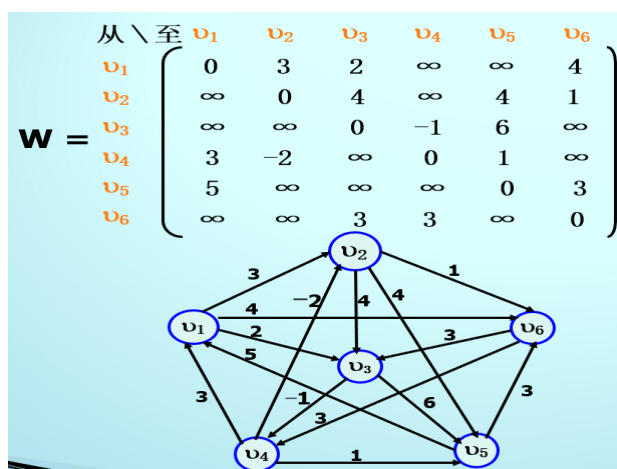 从 \ 至 υ₁ υ₂ υ₃ υ₄ υ₅ υ₆
υ₁ 0 3 2 ∞ ∞ 4
υ₂ ∞ 0 4 ∞ 4 1
υ₃ ∞ ∞ 0 −1 6 ∞
W =
υ₄ 3 −2 ∞ 0 1 ∞
υ₅ 5 ∞ ∞ ∞ 0 3
υ₆ ∞ ∞ 3 3 ∞ 0
υ₂
3 1
−2 4 4
4
υ₁ υ₆
2 3
5
υ₃
3 −1 6 3
3
υ₄ υ₅
1